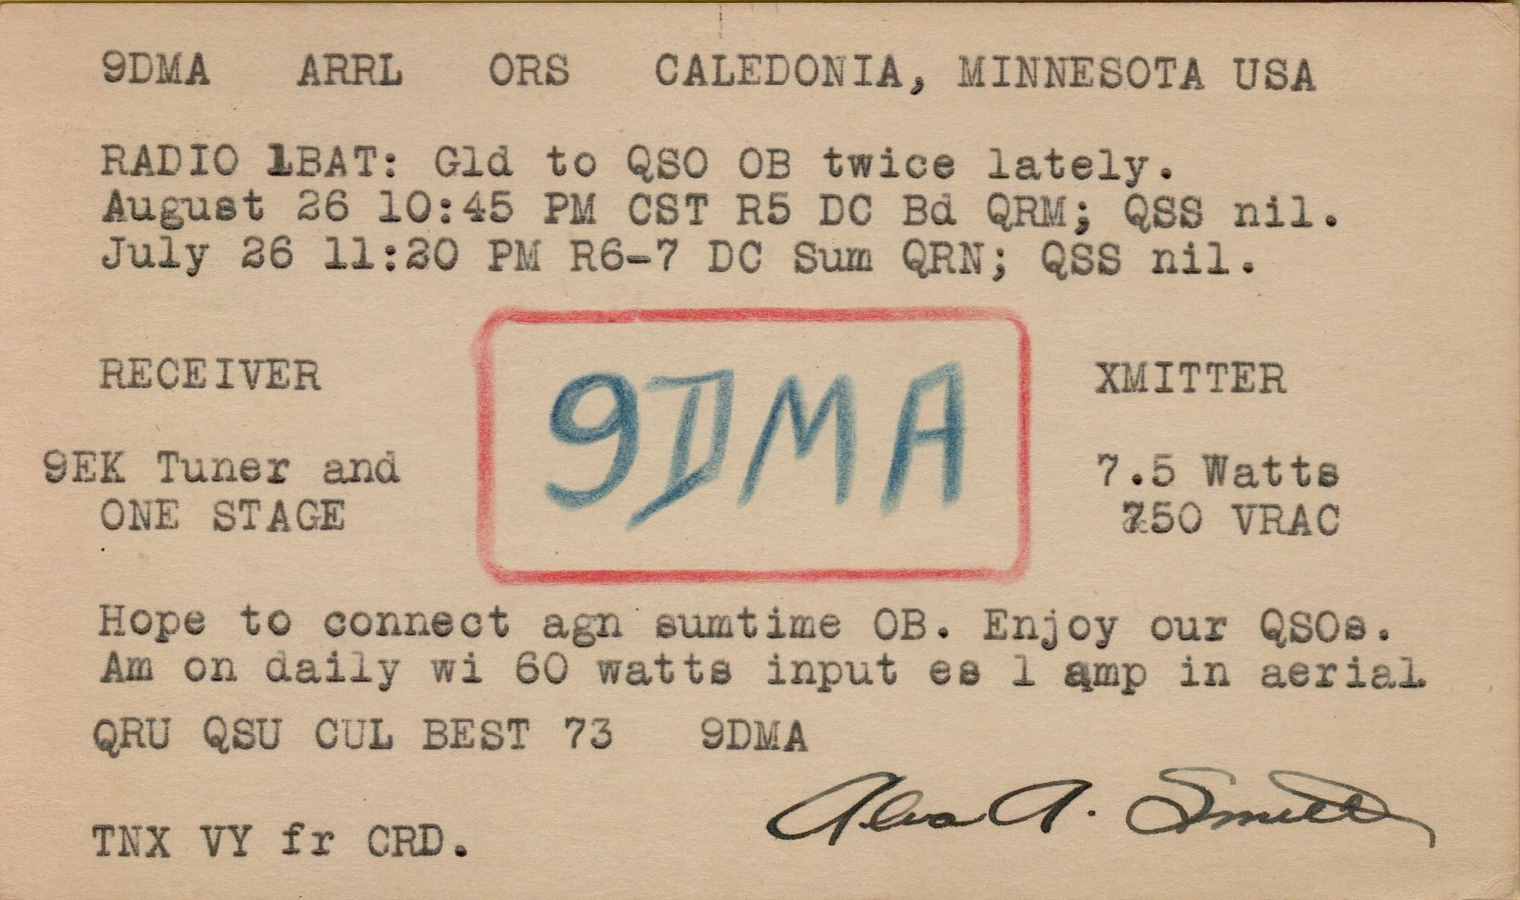 9DMA ARRL ORS CALEDONIA, MINNESOTA USA
RADIO 1BAT: Gld to QSO OB twice lately.
August 26 10:45 PM CST R5 DC Bd QRM; QSS nil.
July 26 11:20 PM R6-7 DC Sum QRN; QSS nil.
9DMA
RECEIVER
9EK Tuner and
ONE STAGE
XMITTER
7.5 Watts
750 VRAC
Hope to connect agn sumtime OB. Enjoy our QSOs.
Am on daily wi 60 watts input es 1 amp in aerial.
QRU QSU CUL BEST 73 9DMA
Alva A. Smith
TNX VY fr CRD.